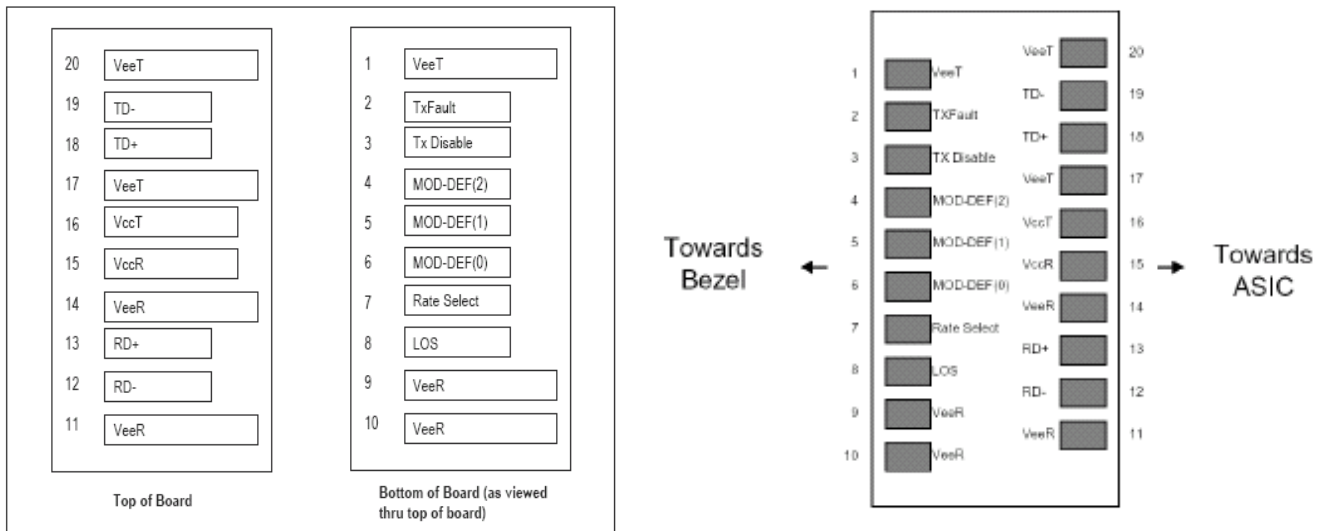 20 VeeT
19 TD-
18 TD+
17 VeeT
16 VccT
15 VccR
14 VeeR
13 RD+
12 RD-
11 VeeR
Top of Board
1 VeeT
2 TxFault
3 Tx Disable
4 MOD-DEF(2)
5 MOD-DEF(1)
6 MOD-DEF(0)
7 Rate Select
8 LOS
9 VeeR
10 VeeR
Bottom of Board (as viewed
thru top of board)
Towards
Bezel
1 VeeT
2 TXFault
3 TX Disable
4 MOD-DEF(2)
5 MOD-DEF(1)
6 MOD-DEF(0)
7 Rate Select
8 LOS
9 VeeR
10 VeeR
VeeT 20
TD- 19
TD+ 18
VeeT 17
VccT 16
VccR 15
VeeR 14
RD+ 13
RD- 12
VeeR 11
Towards
ASIC